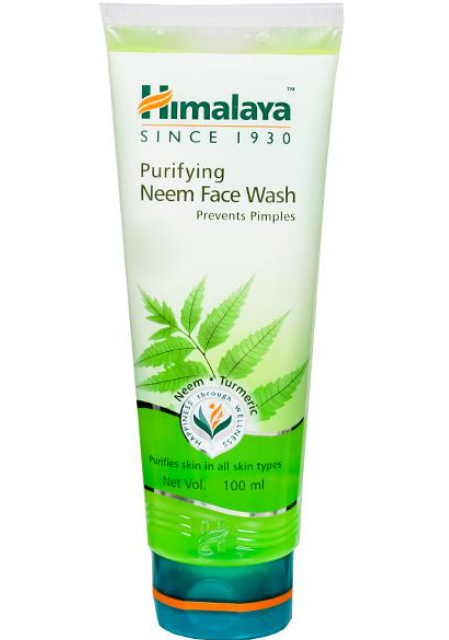 Himalaya™
SINCE 1930
Purifying
Neem Face Wash
Prevents Pimples
Neem • Turmeric
HAPPINESS through WELLNESS
Purifies skin in all skin types
Net Vol. 100 ml